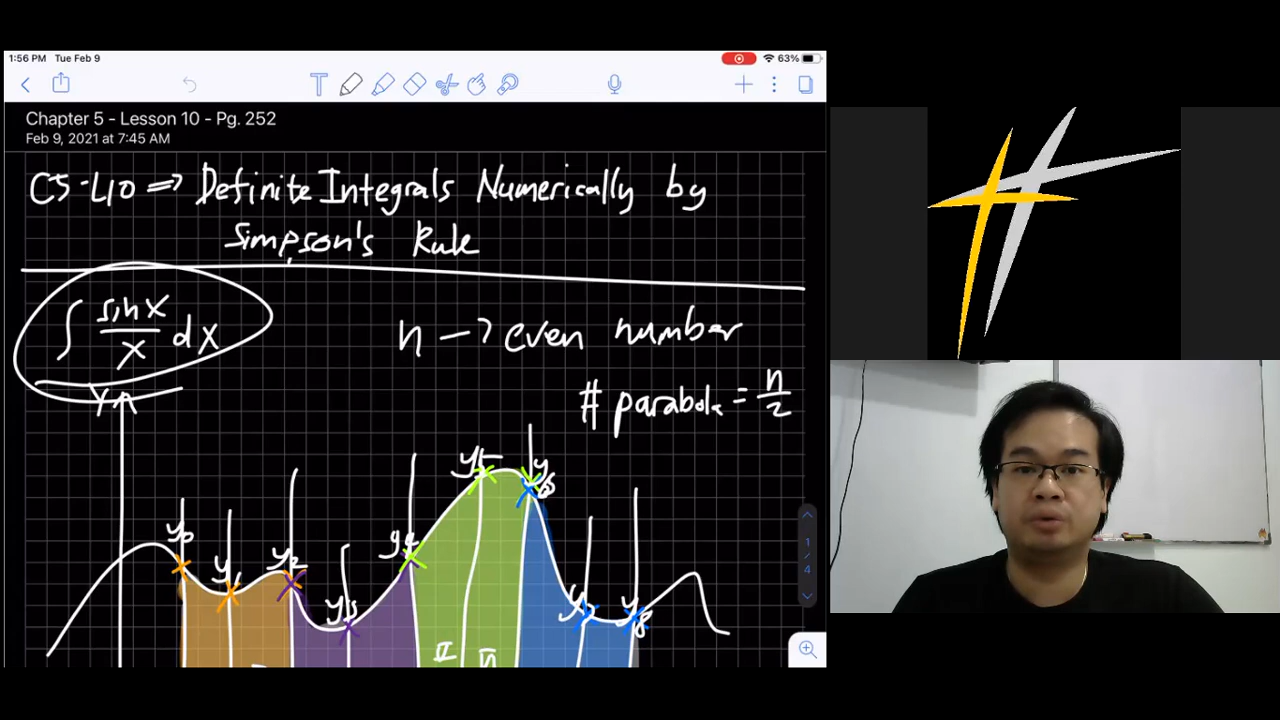 1:56 PM Tue Feb 9
63%
T
Chapter 5 - Lesson 10 - Pg. 252
Feb 9, 2021 at 7:45 AM
C5-L10 ⇒ Definite Integrals Numerically by
Simpson's Rule
∫ sin x / x dx
n → even number
# parabola = n/2
Y
y5
y6
y0
y4
y2
y1
y3
y7
y8
1
/
4